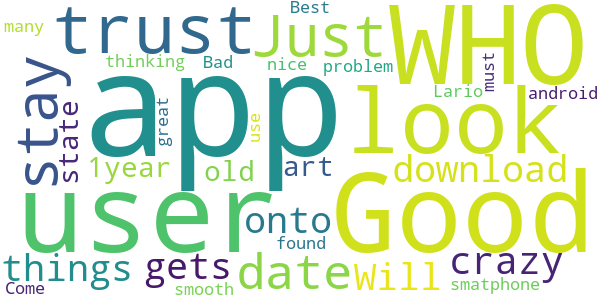 many
trust
Just
Best
WHO
thinking
Bad
nice
problem
must
stay
state
app
great
use
look
Lario
android
1year
old
art
download
user
onto
found
Good
things
gets
date
Will
crazy
Come
smooth
smatphone